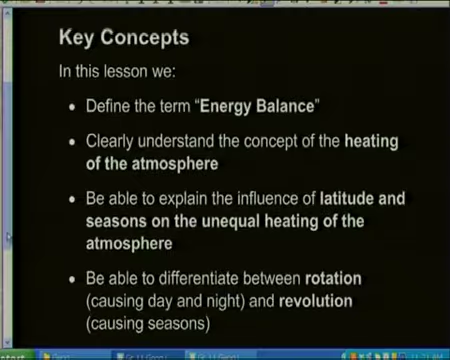 Key Concepts
In this lesson we:
• Define the term “Energy Balance”
• Clearly understand the concept of the heating
of the atmosphere
• Be able to explain the influence of latitude and
seasons on the unequal heating of the
atmosphere
• Be able to differentiate between rotation
(causing day and night) and revolution
(causing seasons)